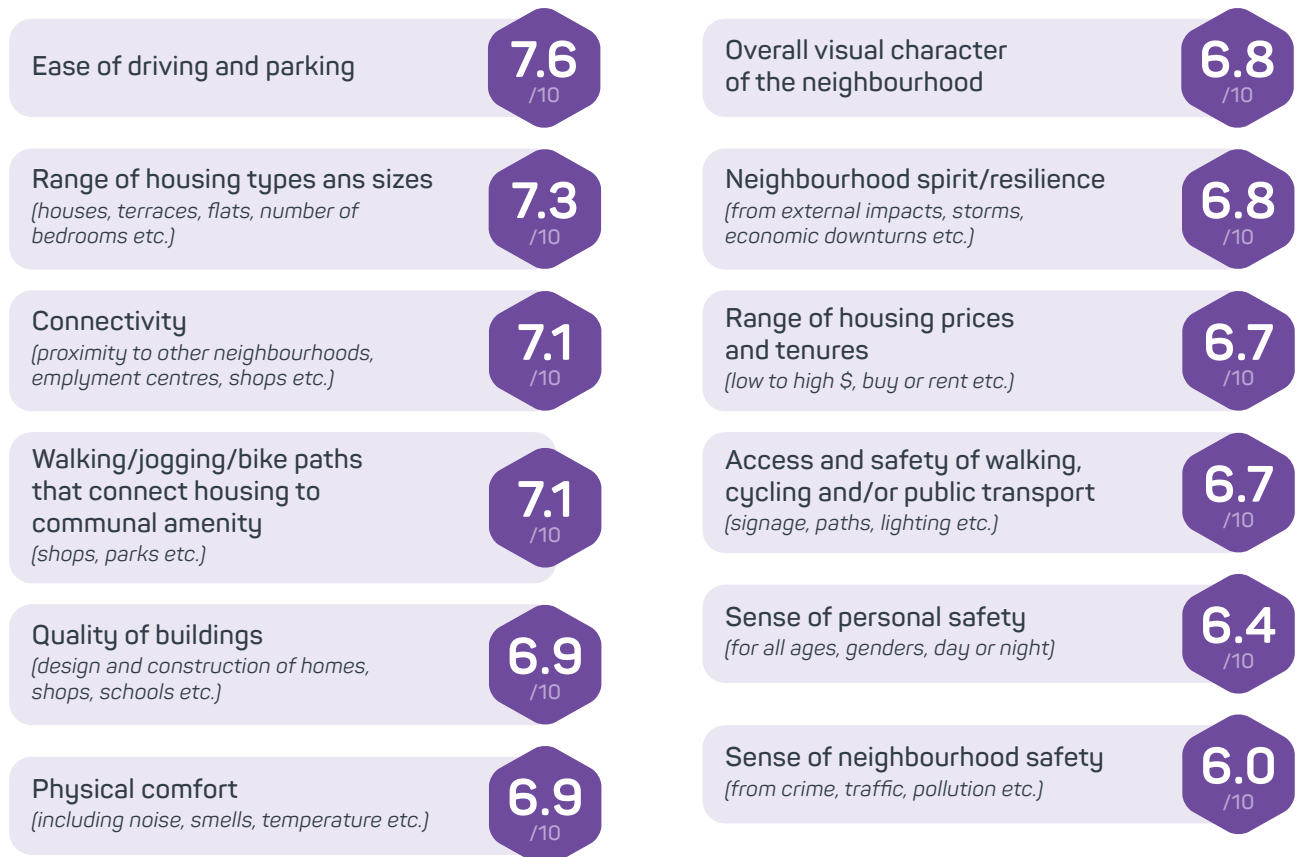 Ease of driving and parking
7.6
/10
Range of housing types ans sizes
(houses, terraces, flats, number of
bedrooms etc.)
7.3
/10
Connectivity
(proximity to other neighbourhoods,
emplyment centres, shops etc.)
7.1
/10
Walking/jogging/bike paths
that connect housing to
communal amenity
(shops, parks etc.)
7.1
/10
Quality of buildings
(design and construction of homes,
shops, schools etc.)
6.9
/10
Physical comfort
(including noise, smells, temperature etc.)
6.9
/10
Overall visual character
of the neighbourhood
6.8
/10
Neighbourhood spirit/resilience
(from external impacts, storms,
economic downturns etc.)
6.8
/10
Range of housing prices
and tenures
(low to high $, buy or rent etc.)
6.7
/10
Access and safety of walking,
cycling and/or public transport
(signage, paths, lighting etc.)
6.7
/10
Sense of personal safety
(for all ages, genders, day or night)
6.4
/10
Sense of neighbourhood safety
(from crime, traffic, pollution etc.)
6.0
/10